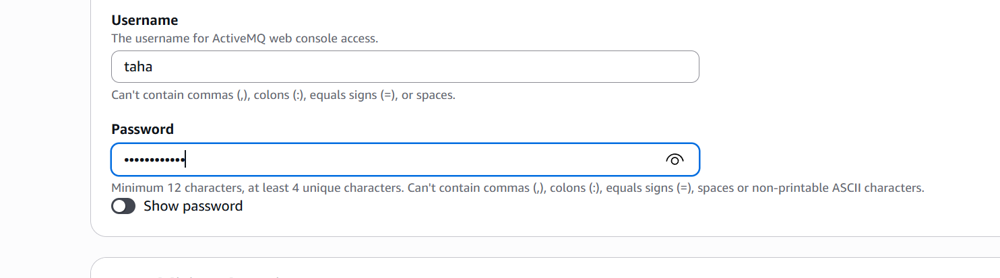 Username
The username for ActiveMQ web console access.
taha
Can't contain commas (,), colons (:), equals signs (=), or spaces.
Password
••••••••••••
Minimum 12 characters, at least 4 unique characters. Can't contain commas (,), colons (:), equals signs (=), spaces or non-printable ASCII characters.
Show password